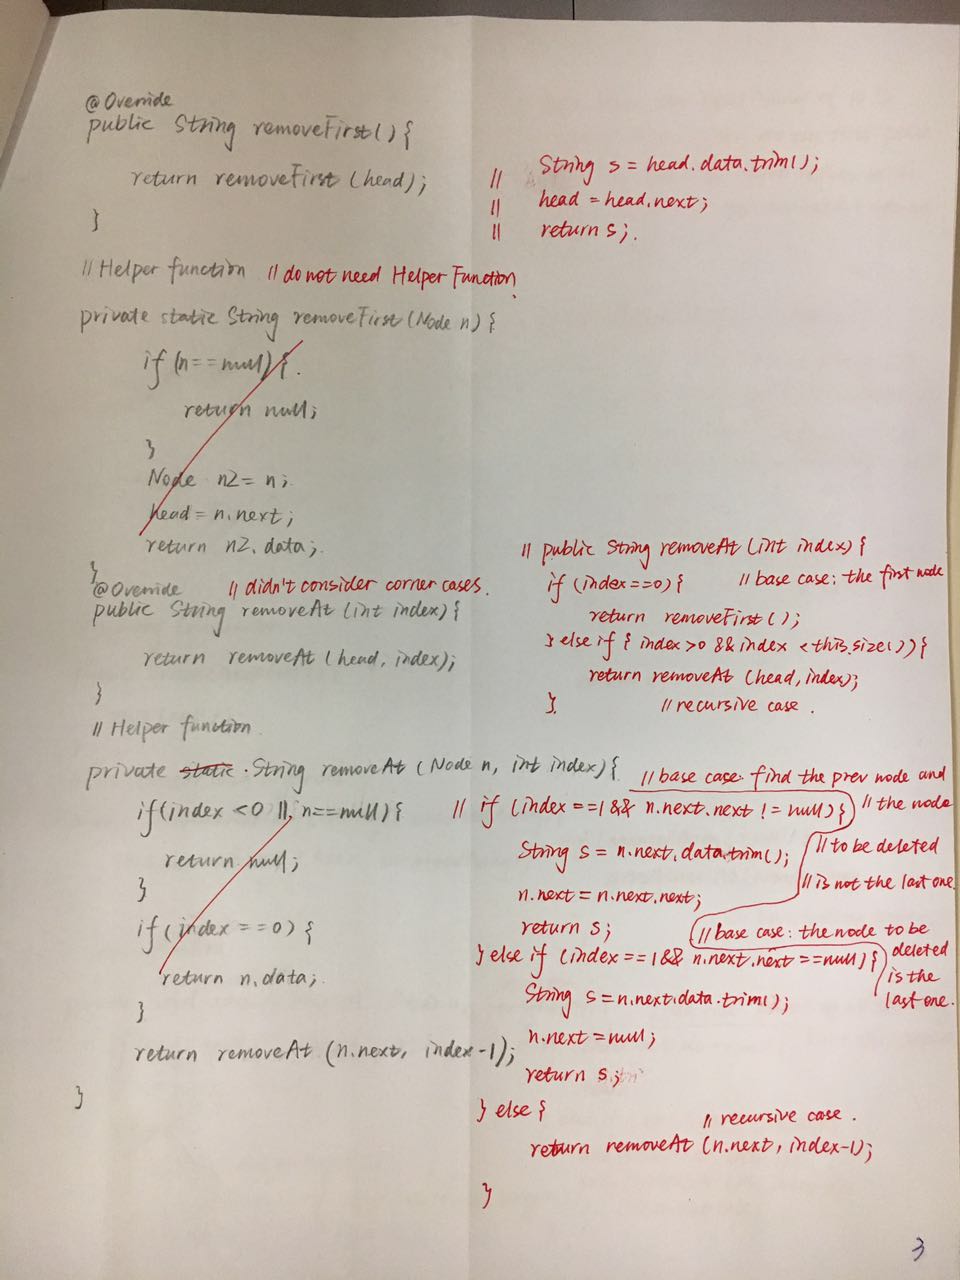 @Override
public String removeFirst() {
return removeFirst (head);
}
// String s = head.data.trim();
// head = head.next;
// return s;
// Helper function // do not need Helper Function.
private static String removeFirst (Node n) {
if (n == null) {
return null;
}
Node n2 = n;
head = n.next;
return n2.data;
}
@Override // didn't consider corner cases.
public String removeAt (int index) {
return removeAt (head, index);
}
// public String removeAt (int index) {
if (index==0) { // base case: the first node
return removeFirst ();
} else if { index >0 && index < this.size()) {
return removeAt (head, index);
} // recursive case.
// Helper function
private static String removeAt (Node n, int index) {
if (index <0 || n==null) {
return null;
}
if (index ==0) {
return n.data;
}
return removeAt (n.next, index-1);
}
// base case: find the prev node and
// if (index ==1 && n.next.next != null) { // the node
String s = n.next.data.trim(); // to be deleted
n.next = n.next.next; // is not the last one.
return s; // base case: the node to be
} else if (index ==1 && n.next.next ==null) { deleted
is the
String s = n.next.data.trim(); last one.
n.next = null;
return s;
} else { // recursive case.
return removeAt (n.next, index-1);
}
3